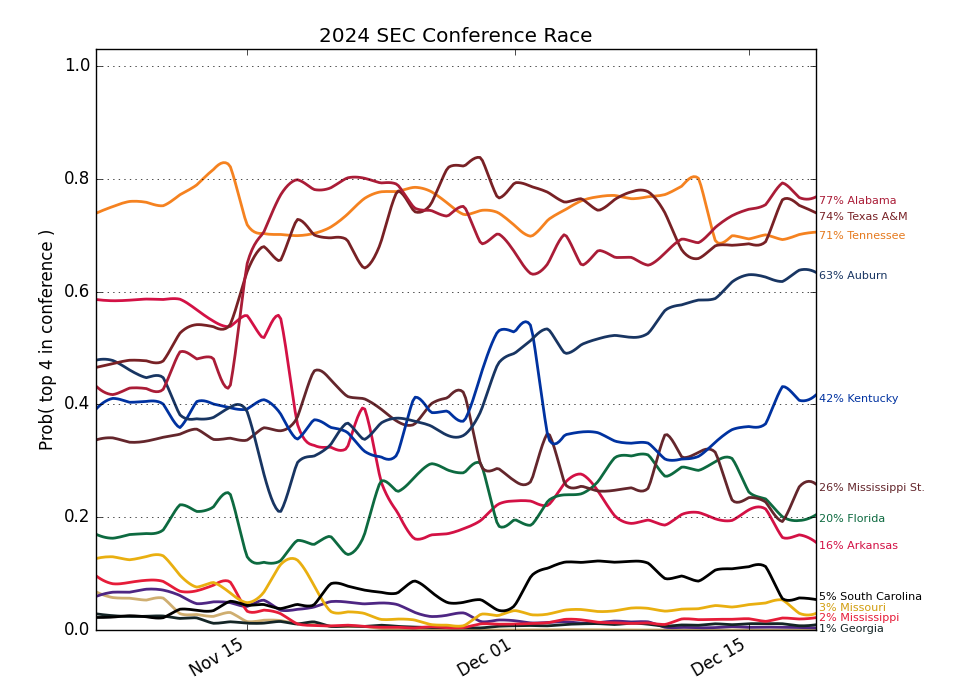 2024 SEC Conference Race
Prob( top 4 in conference )
1.0
0.8
0.6
0.4
0.2
0.0
Nov 15
Dec 01
Dec 15
77% Alabama
74% Texas A&M
71% Tennessee
63% Auburn
42% Kentucky
26% Mississippi St.
20% Florida
16% Arkansas
5% South Carolina
3% Missouri
2% Mississippi
1% Georgia